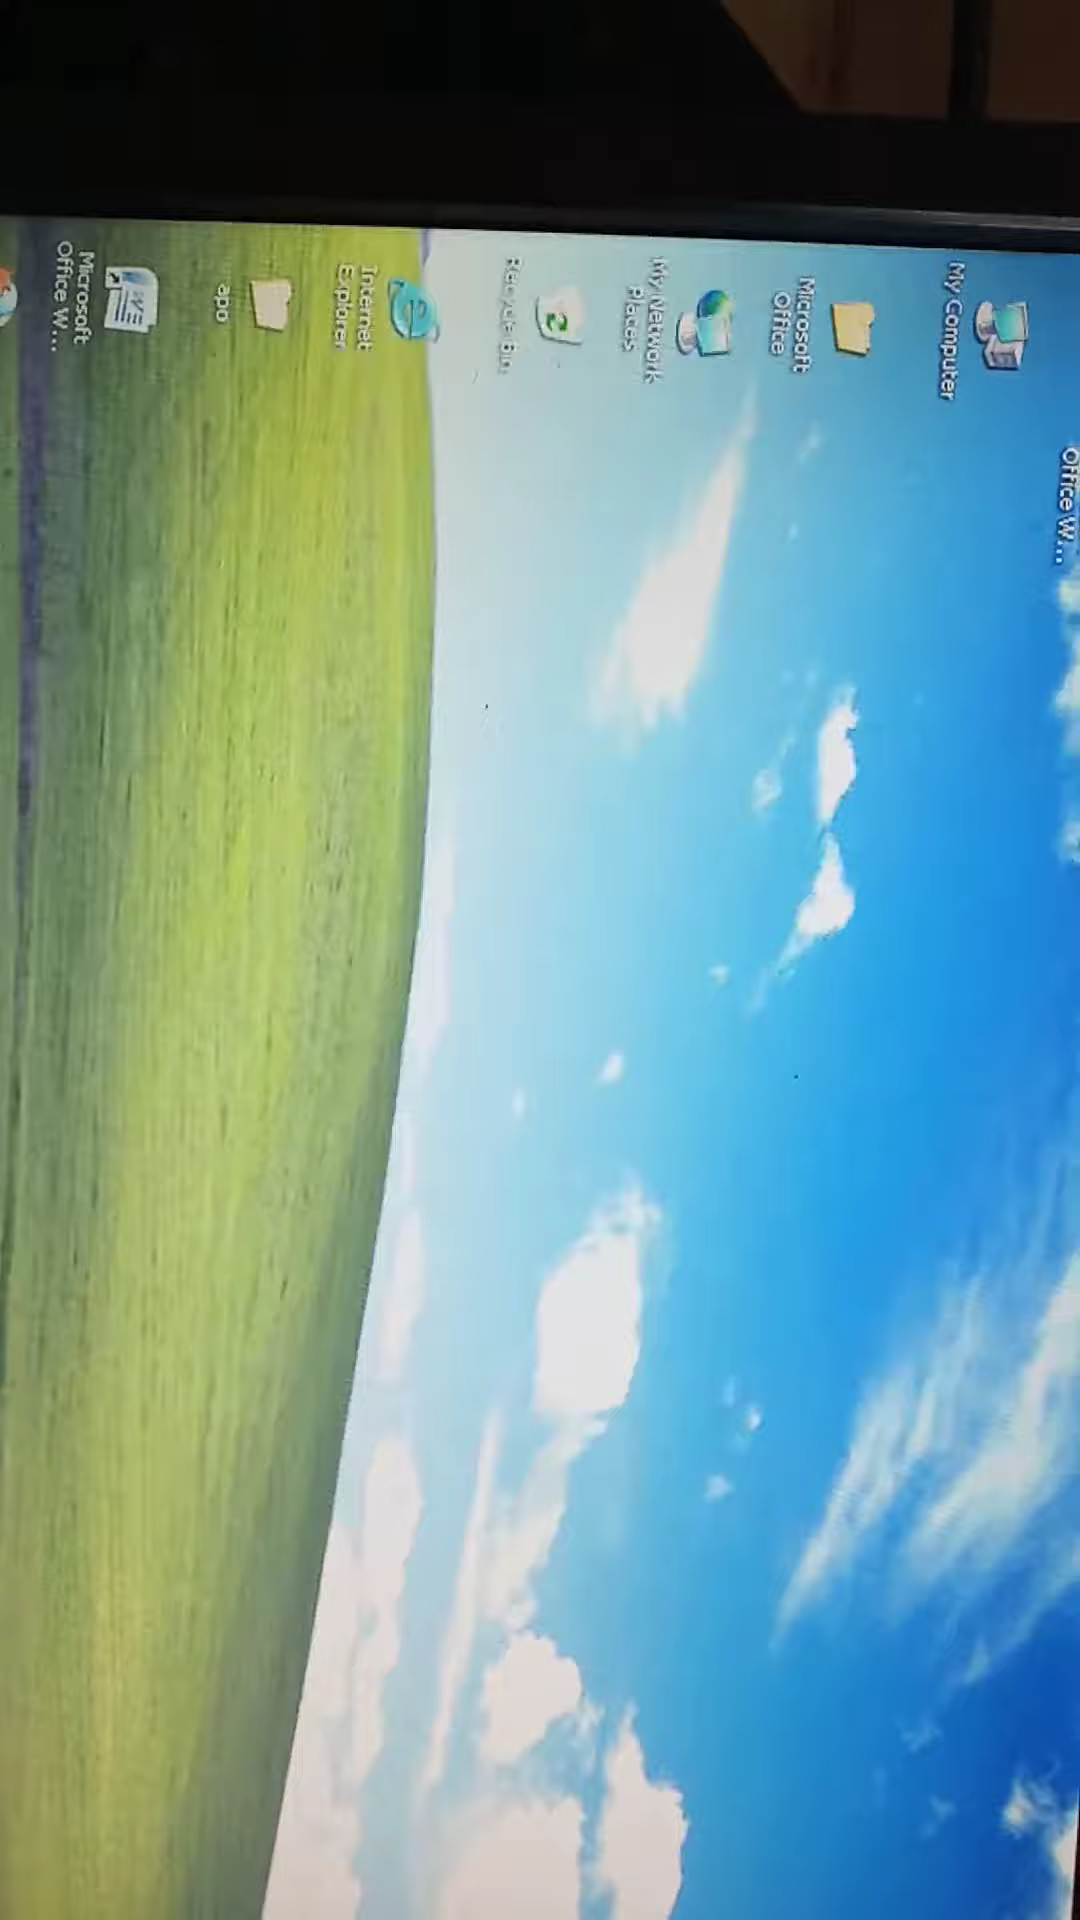 Office W...
My Computer
Microsoft
Office
My Network
Places
Recycle Bin
Internet
Explorer
apo
Microsoft
Office W...